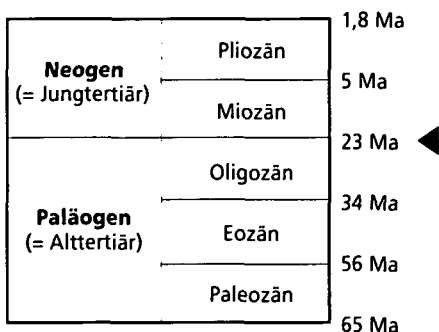 1,8 Ma
Pliozän
Neogen
(= Jungtertiär)
5 Ma
Miozän
23 Ma
Oligozän
34 Ma
Paläogen
(= Alttertiär)
Eozän
56 Ma
Paleozän
65 Ma